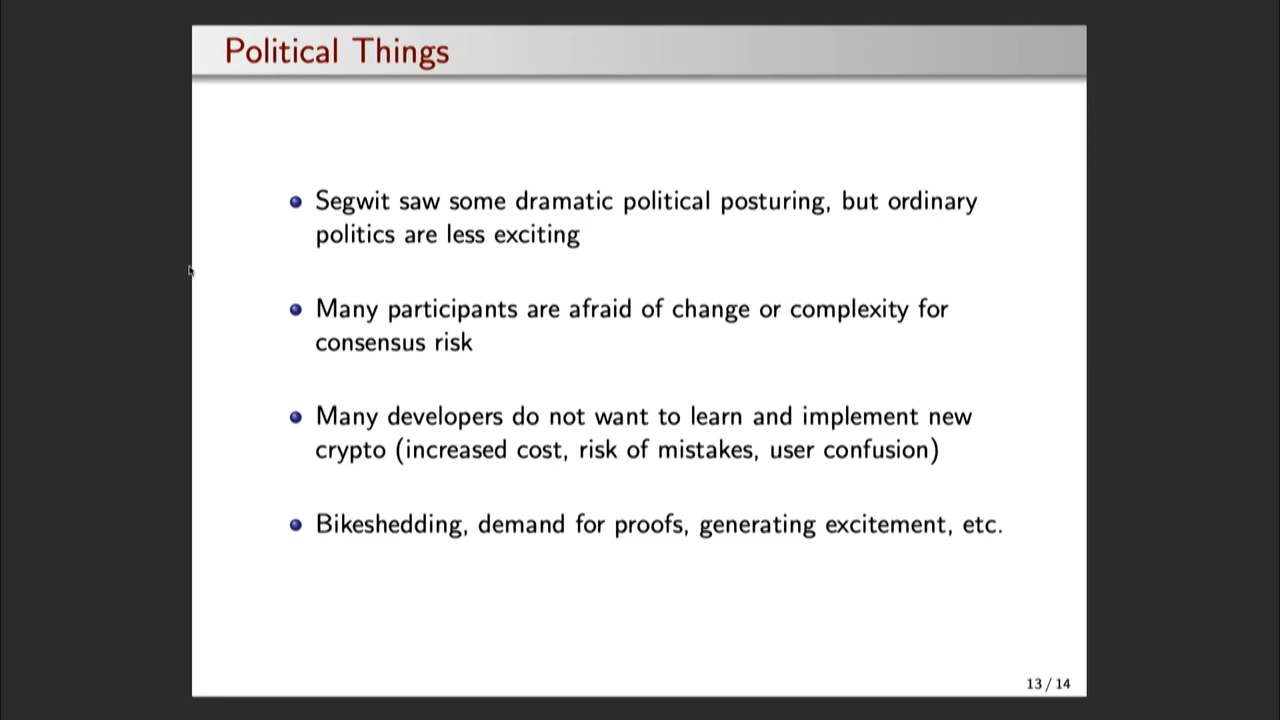 Political Things
Segwit saw some dramatic political posturing, but ordinary
politics are less exciting
Many participants are afraid of change or complexity for
consensus risk
Many developers do not want to learn and implement new
crypto (increased cost, risk of mistakes, user confusion)
Bikeshedding, demand for proofs, generating excitement, etc.
13 / 14